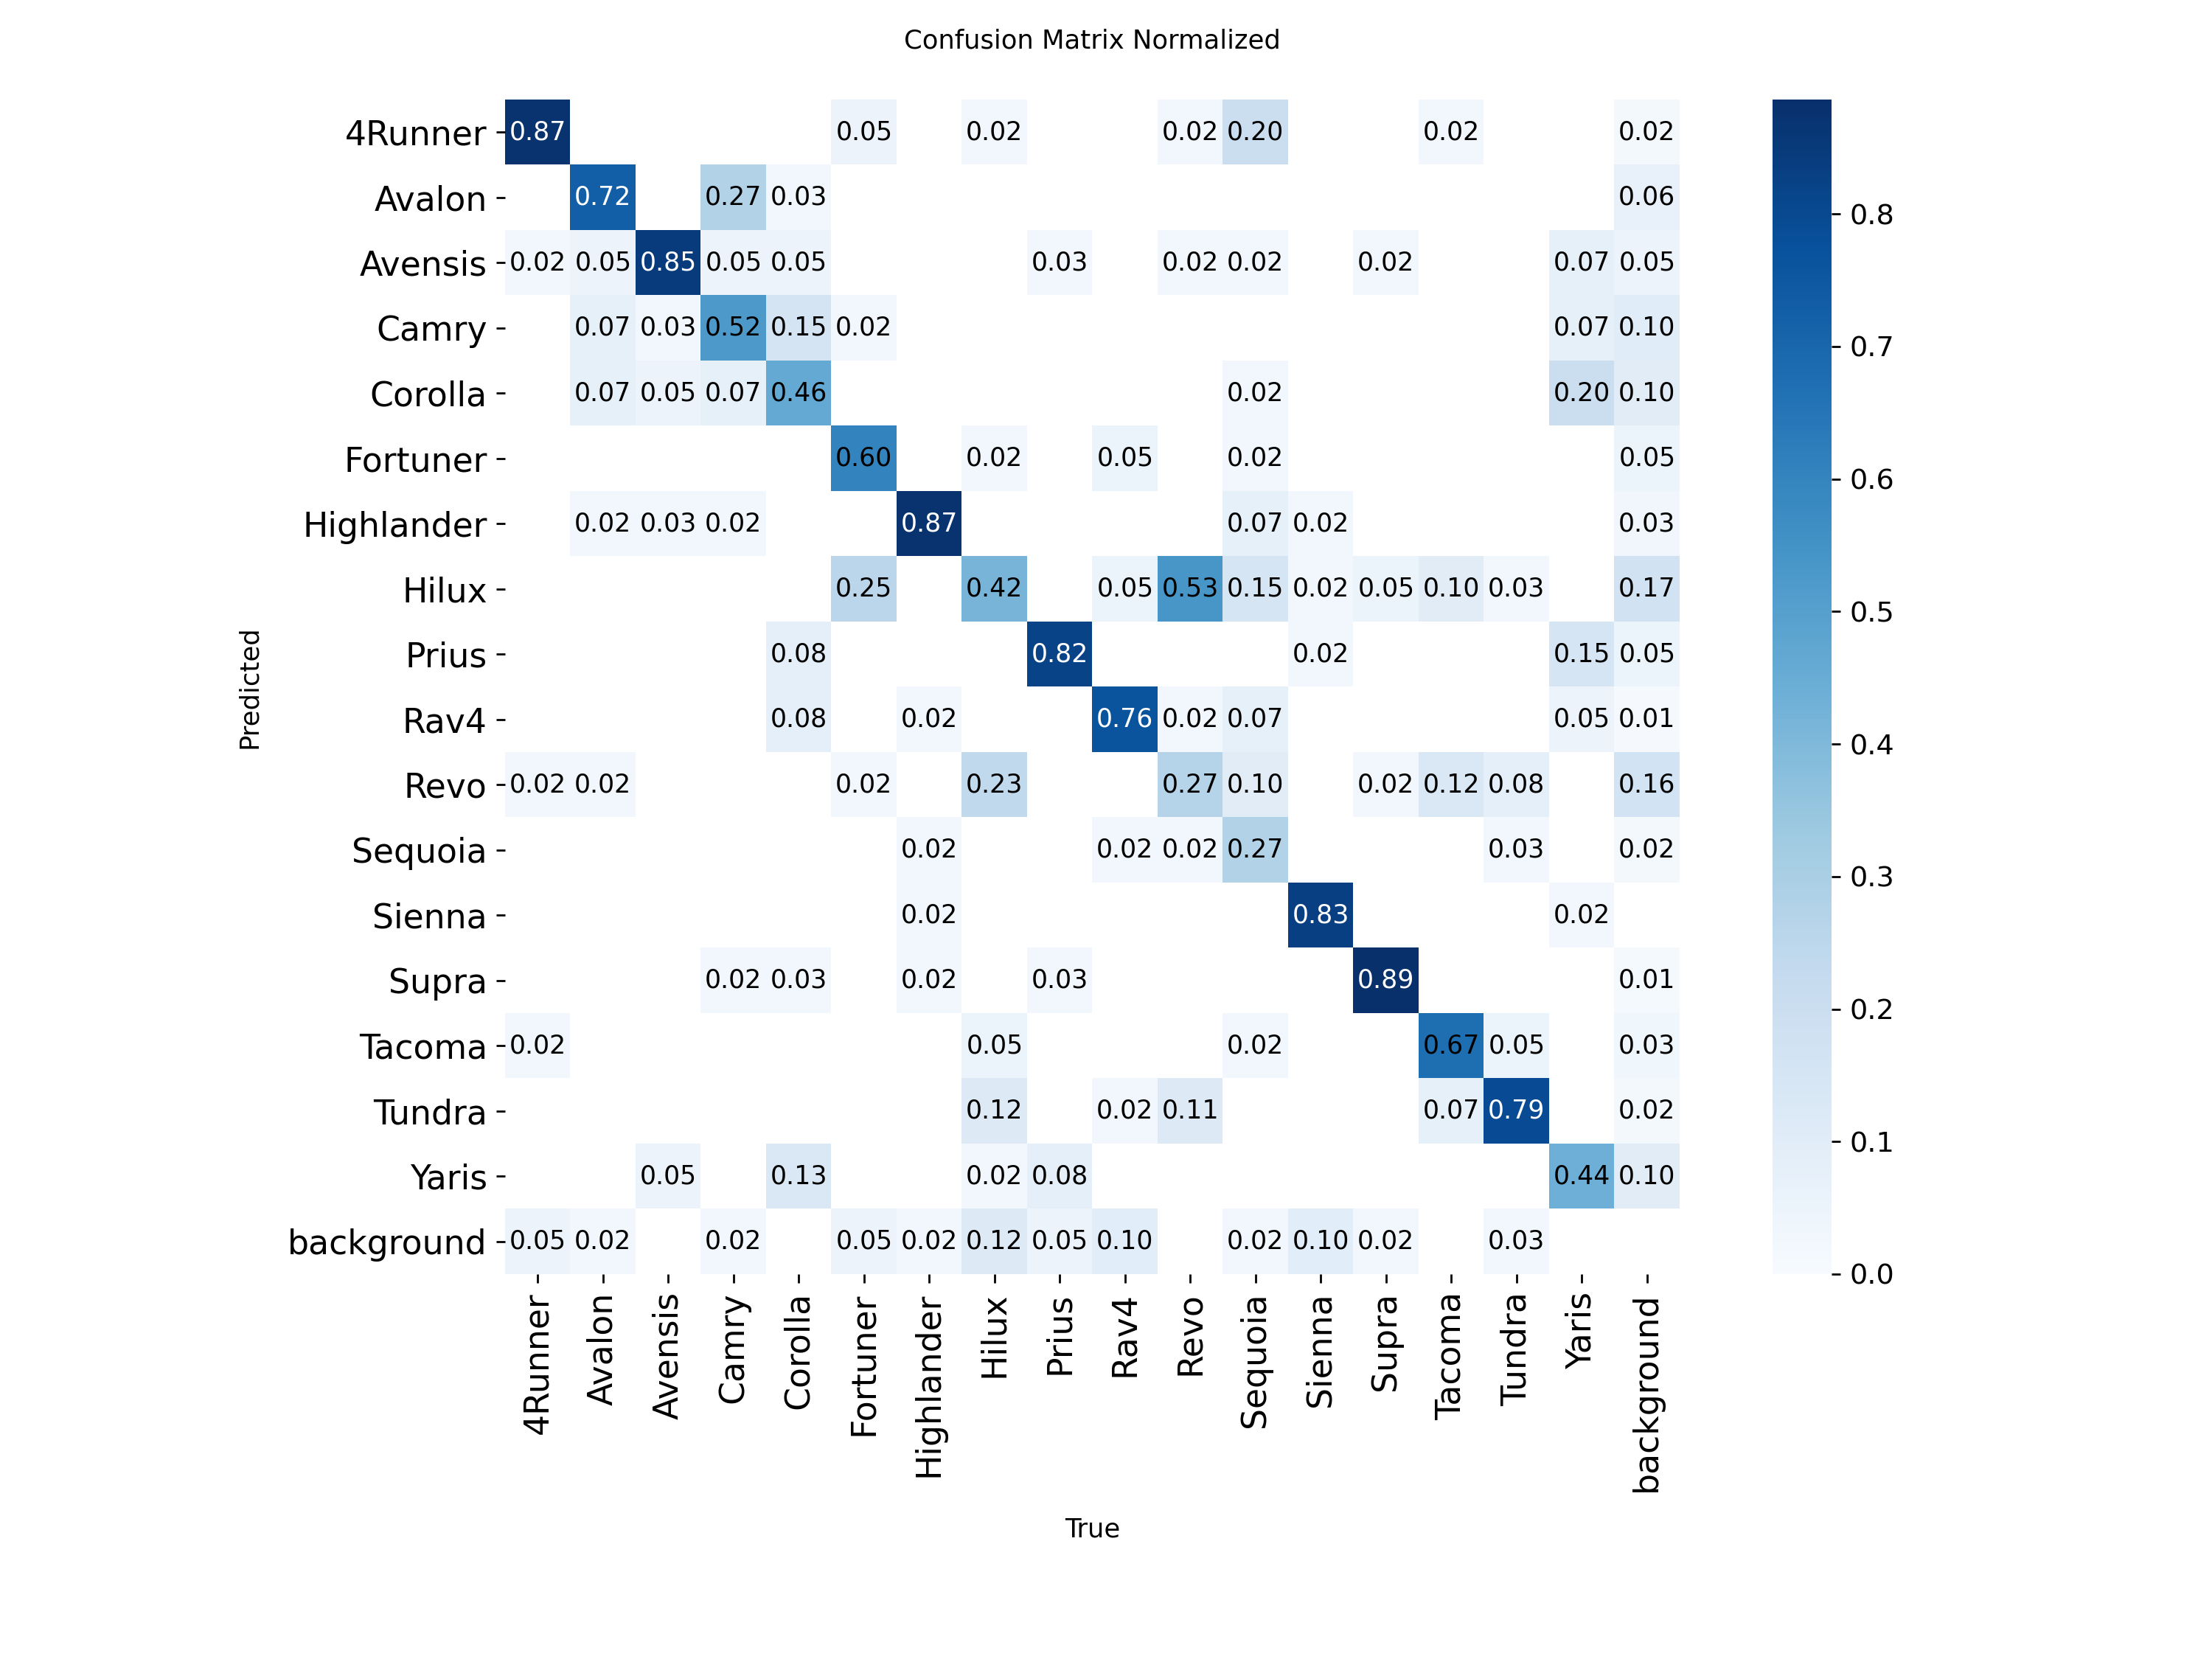 Confusion Matrix Normalized
4Runner 0.87 0.05 0.02 0.02 0.20 0.02 0.02
Avalon 0.72 0.27 0.03 0.06
Avensis 0.02 0.05 0.85 0.05 0.05 0.03 0.02 0.02 0.02 0.07 0.05
Camry 0.07 0.03 0.52 0.15 0.02 0.07 0.10
Corolla 0.07 0.05 0.07 0.46 0.02 0.20 0.10
Fortuner 0.60 0.02 0.05 0.02 0.05
Highlander 0.02 0.03 0.02 0.87 0.07 0.02 0.03
Hilux 0.25 0.42 0.05 0.53 0.15 0.02 0.05 0.10 0.03 0.17
Prius 0.08 0.82 0.02 0.15 0.05
Rav4 0.08 0.02 0.76 0.02 0.07 0.05 0.01
Revo 0.02 0.02 0.02 0.23 0.27 0.10 0.02 0.12 0.08 0.16
Sequoia 0.02 0.02 0.02 0.27 0.03 0.02
Sienna 0.02 0.83 0.02
Supra 0.02 0.03 0.02 0.03 0.89 0.01
Tacoma 0.02 0.05 0.02 0.67 0.05 0.03
Tundra 0.12 0.02 0.11 0.07 0.79 0.02
Yaris 0.05 0.13 0.02 0.08 0.44 0.10
background 0.05 0.02 0.02 0.05 0.02 0.12 0.05 0.10 0.02 0.10 0.02 0.03
Predicted
4Runner Avalon Avensis Camry Corolla Fortuner Highlander Hilux Prius Rav4 Revo Sequoia Sienna Supra Tacoma Tundra Yaris background
True
0.8
0.7
0.6
0.5
0.4
0.3
0.2
0.1
0.0